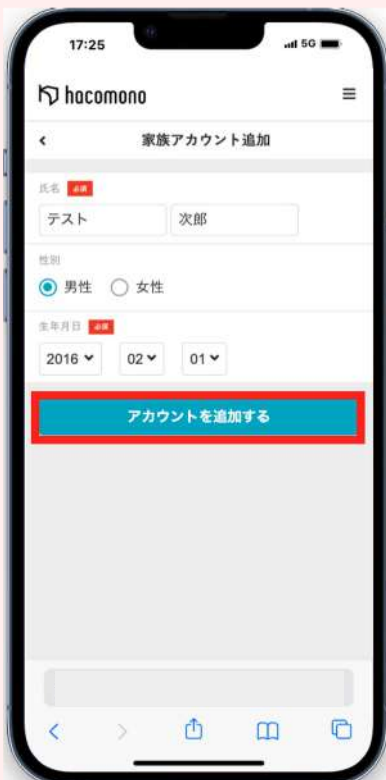 17:25
5G
hacomono
家族アカウント追加
氏名 必須
テスト 次郎
性別
男性 女性
生年月日 必須
2016 02 01
アカウントを追加する